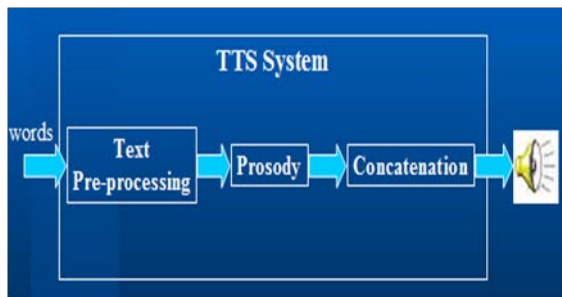 TTS System
words
Text
Pre-processing
Prosody
Concatenation